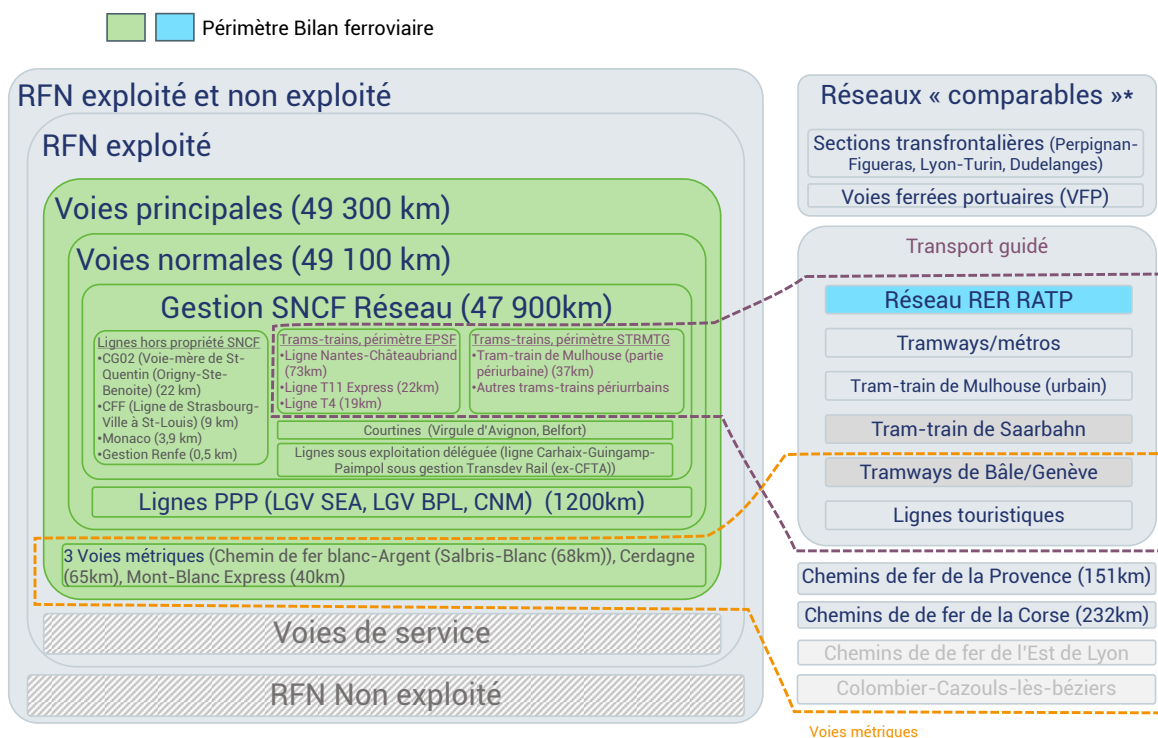 Périmètre Bilan ferroviaire
RFN exploité et non exploité
RFN exploité
Voies principales (49 300 km)
Voies normales (49 100 km)
Gestion SNCF Réseau (47 900km)
Lignes hors propriété SNCF
•CG02 (Voie-mère de St-
Quentin (Origny-Ste-
Benoite) (22 km)
•CFF (Ligne de Strasbourg-
Ville à St-Louis) (9 km)
•Monaco (3,9 km)
•Gestion Renfe (0,5 km)
Trams-trains, périmètre EPSF
•Ligne Nantes-Châteaubriand
(73km)
•Ligne T11 Express (22km)
•Ligne T4 (19km)
Trams-trains, périmètre STRMTG
•Tram-train de Mulhouse (partie
périurbaine) (37km)
•Autres trams-trains périurrbains
Courtines (Virgule d'Avignon, Belfort)
Lignes sous exploitation déléguée (ligne Carhaix-Guingamp-
Paimpol sous gestion Transdev Rail (ex-CFTA))
Lignes PPP (LGV SEA, LGV BPL, CNM) (1200km)
3 Voies métriques (Chemin de fer blanc-Argent (Salbris-Blanc (68km)), Cerdagne
(65km), Mont-Blanc Express (40km)
Voies de service
RFN Non exploité
Réseaux « comparables »*
Sections transfrontalières (Perpignan-
Figueras, Lyon-Turin, Dudelanges)
Voies ferrées portuaires (VFP)
Transport guidé
Réseau RER RATP
Tramways/métros
Tram-train de Mulhouse (urbain)
Tram-train de Saarbahn
Tramways de Bâle/Genève
Lignes touristiques
Chemins de fer de la Provence (151km)
Chemins de de fer de la Corse (232km)
Chemins de de fer de l'Est de Lyon
Colombier-Cazouls-lès-béziers
Voies métriques